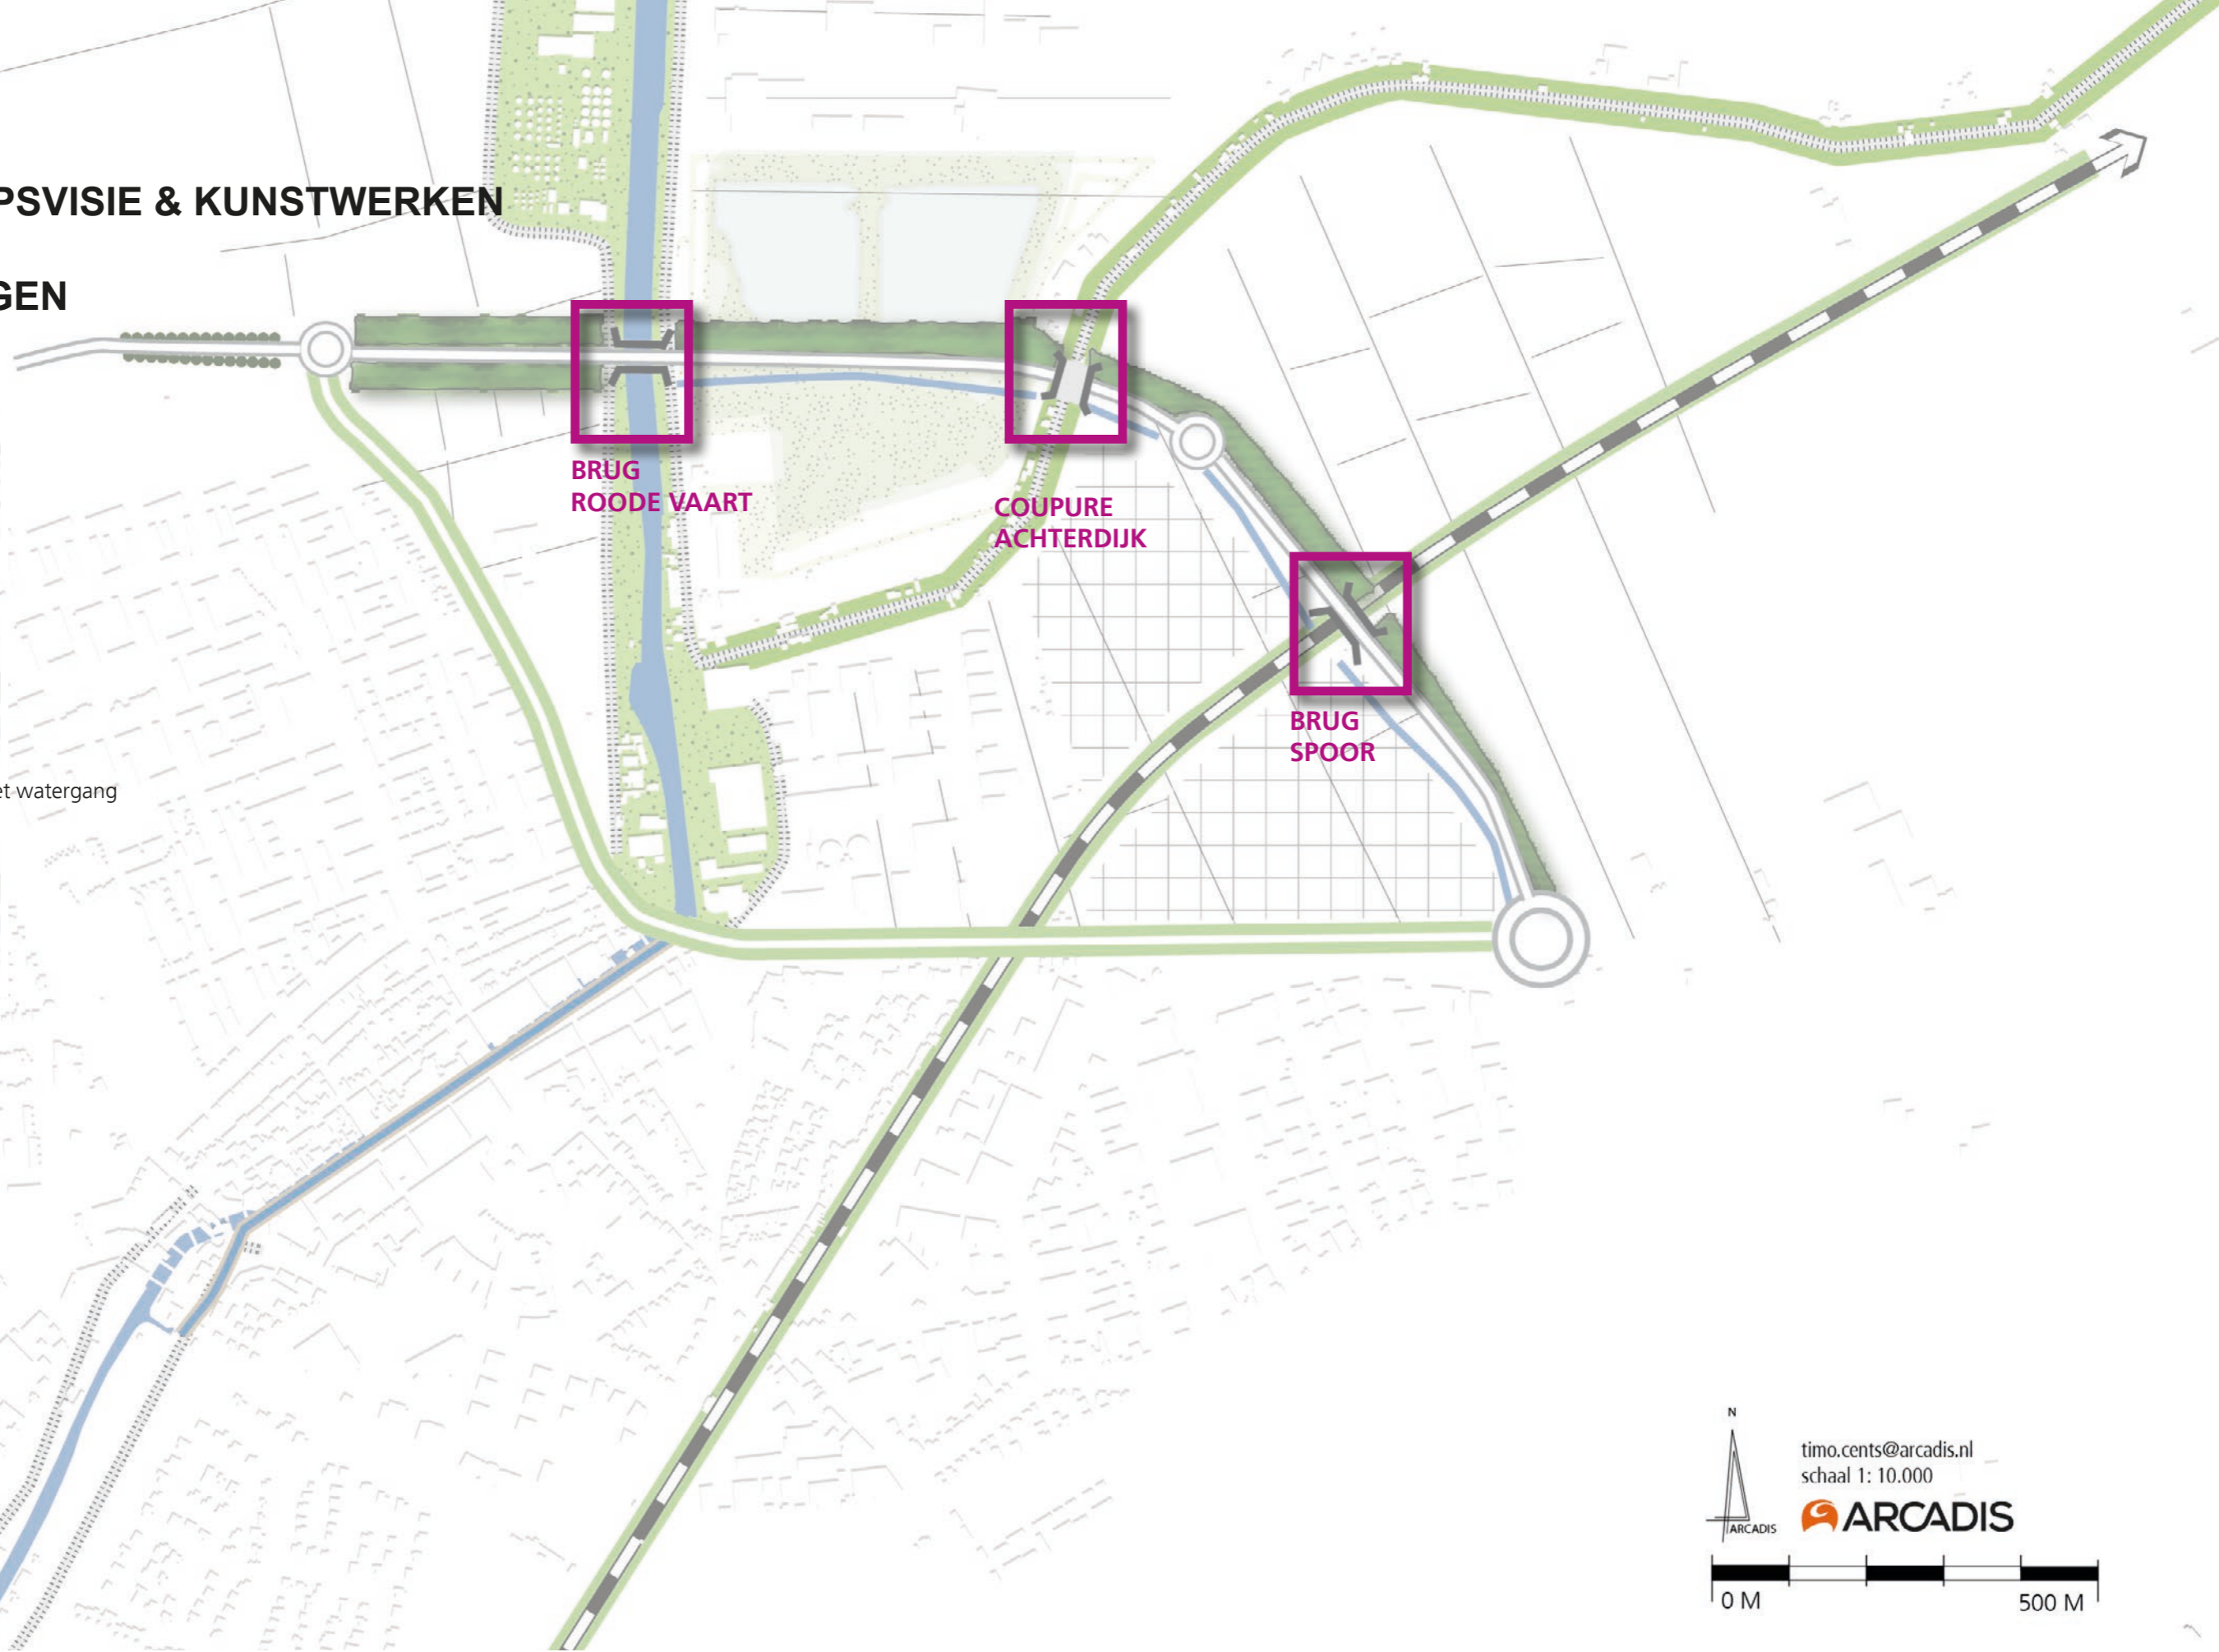 PSVISIE & KUNSTWERKEN
GEN
BRUG
ROODE VAART
COUPURE
ACHTERDIJK
BRUG
SPOOR
et watergang
N
timo.cents@arcadis.nl
schaal 1: 10.000
ARCADIS
ARCADIS
0 M
500 M